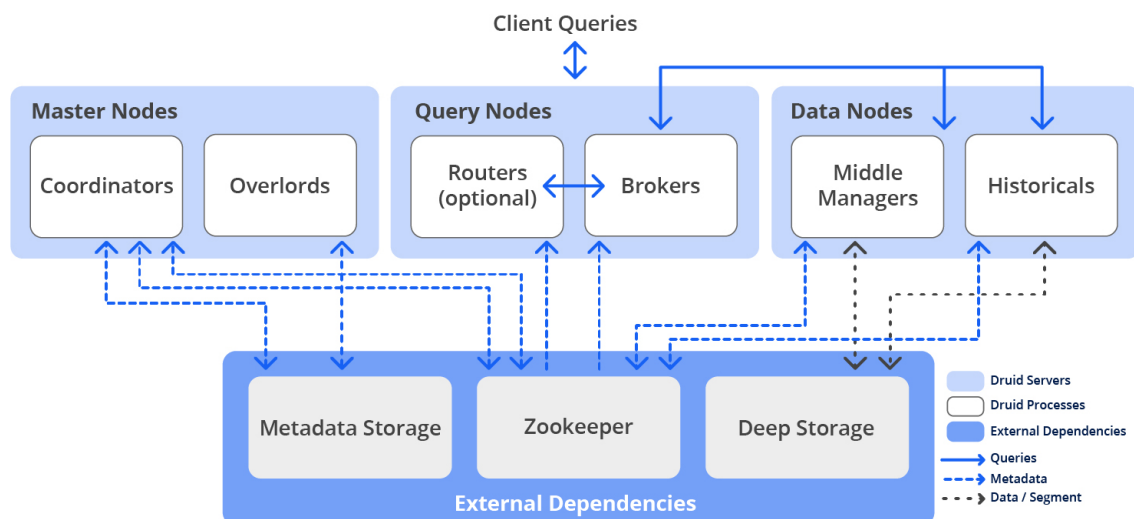 Client Queries
Master Nodes
Coordinators
Overlords
Query Nodes
Routers
(optional)
Brokers
Data Nodes
Middle
Managers
Historicals
Metadata Storage
Zookeeper
Deep Storage
External Dependencies
Druid Servers
Druid Processes
External Dependencies
Queries
Metadata
Data / Segment